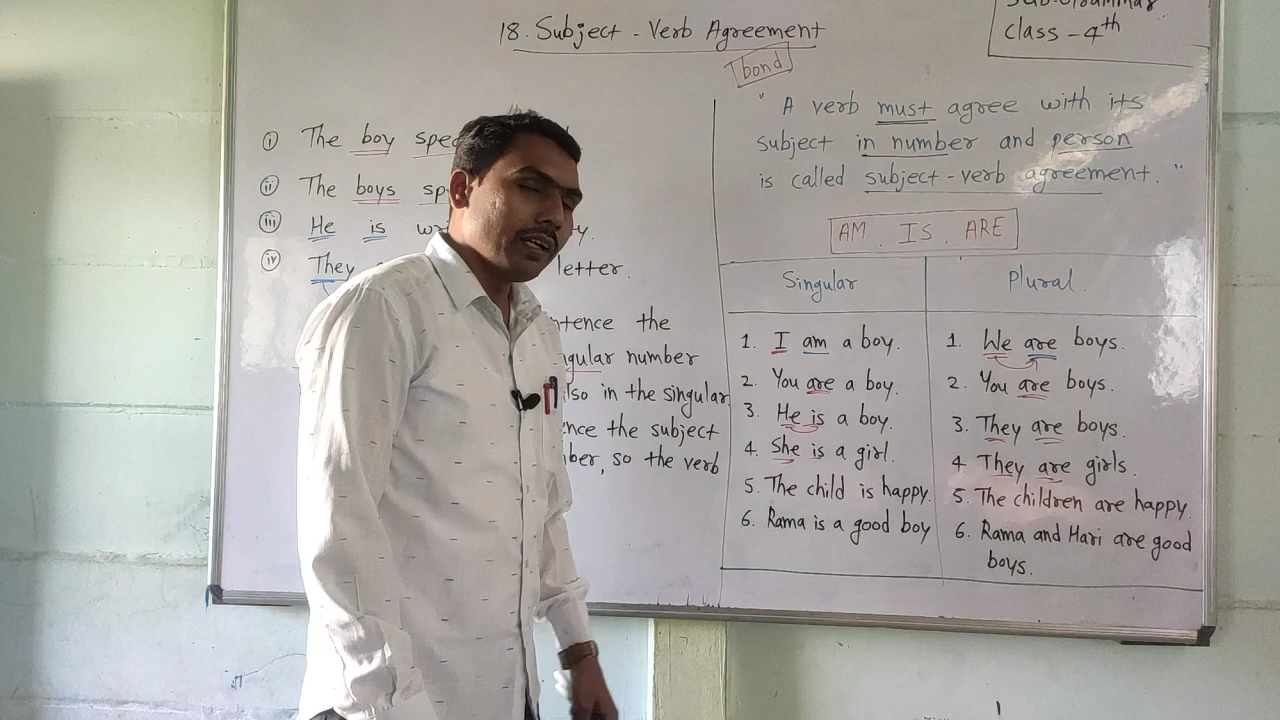 18. Subject - Verb Agreement
bond
Sub-Grammar
class - 4th
i The boy
ii The boys
iii He is
iv They letter.
the
number
also in the singular
the subject
so the verb
" A verb must agree with its
subject in number and person
is called subject-verb agreement. "
AM, IS, ARE
Singular Plural
1. I am a boy. 1. We are boys.
2. You are a boy. 2. You are boys.
3. He is a boy. 3. They are boys.
4. She is a girl. 4. They are girls.
5. The child is happy. 5. The children are happy.
6. Rama is a good boy 6. Rama and Hari are good
boys.